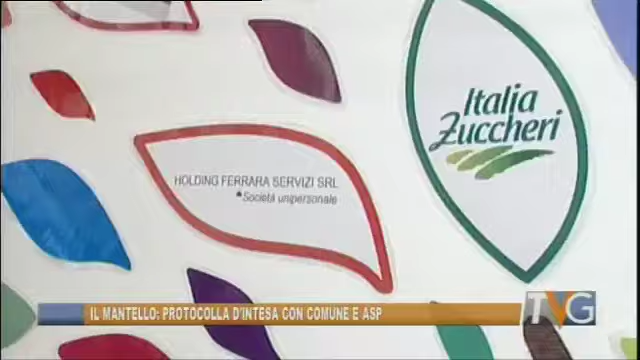 Italia
Zuccheri
HOLDING FERRARA SERVIZI SRL
Società unipersonale
IL MANTELLO: PROTOCOLLA D'INTESA CON COMUNE E ASP
TVG